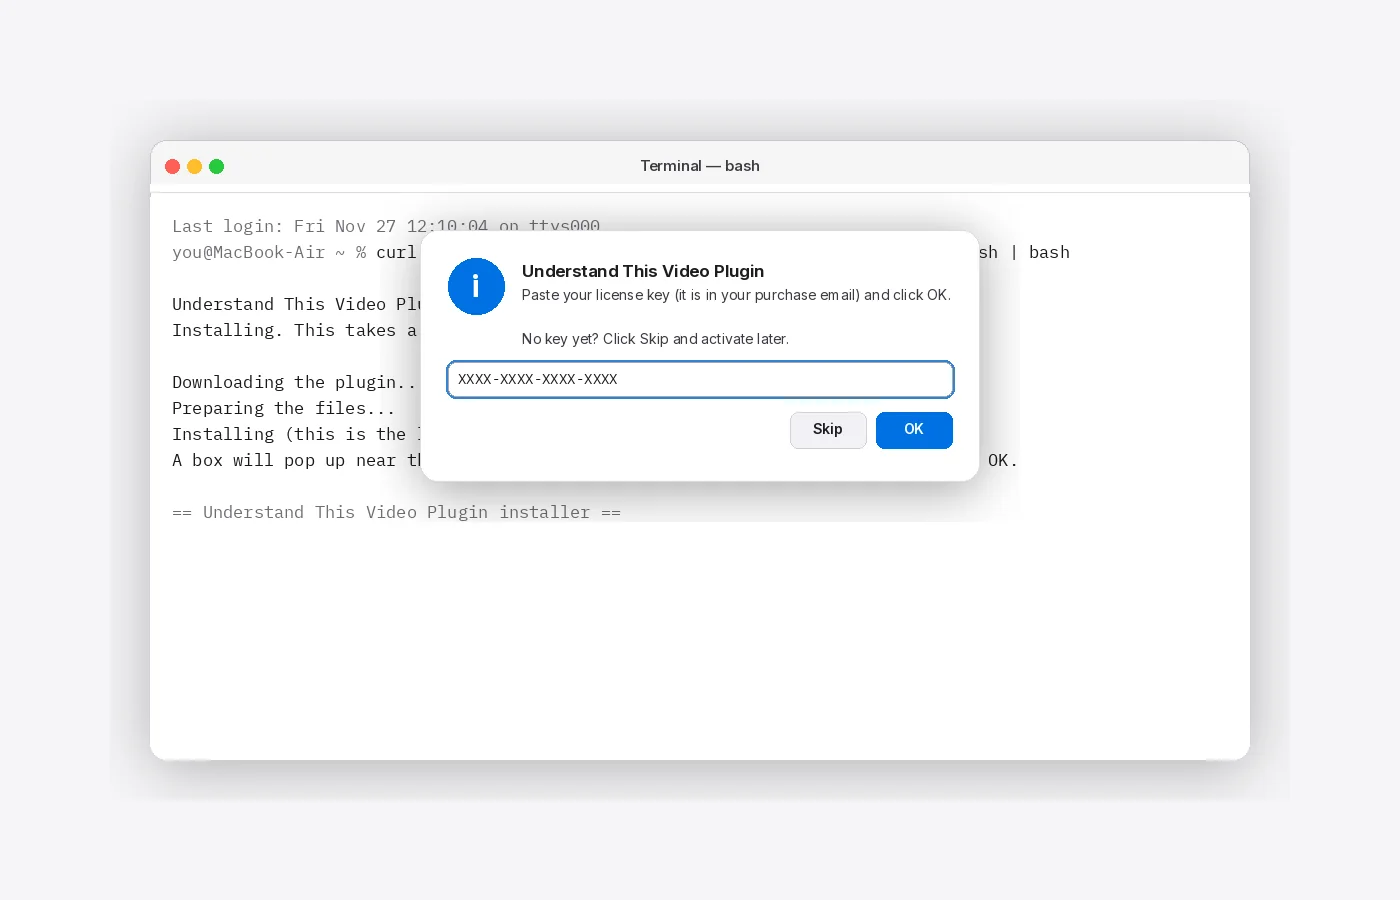 Terminal — bash
Last login: Fri Nov 27 12:10:04 on ttys000
you@MacBook-Air ~ % curl sh | bash
Understand This Video Plu
Installing. This takes a
Downloading the plugin..
Preparing the files...
Installing (this is the
A box will pop up near th OK.
== Understand This Video Plugin installer ==
Understand This Video Plugin
Paste your license key (it is in your purchase email) and click OK.
No key yet? Click Skip and activate later.
XXXX-XXXX-XXXX-XXXX
Skip OK